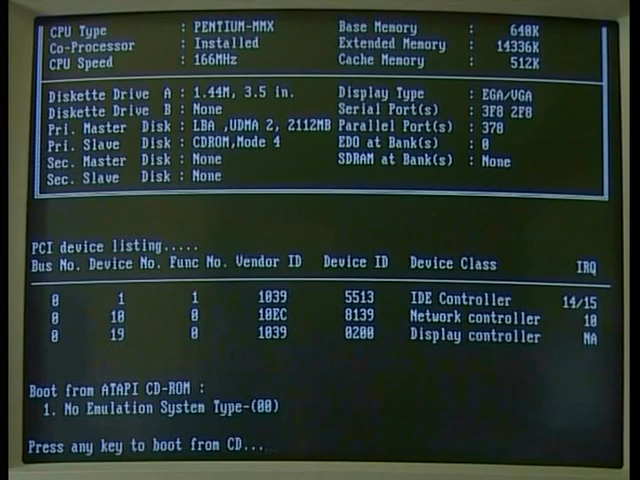 CPU Type : PENTIUM-MMX Base Memory : 640K
Co-Processor : Installed Extended Memory : 14336K
CPU Speed : 166MHz Cache Memory : 512K
Diskette Drive A : 1.44M, 3.5 in. Display Type : EGA/VGA
Diskette Drive B : None Serial Port(s) : 3F8 2F8
Pri. Master Disk : LBA ,UDMA 2, 2112MB Parallel Port(s) : 378
Pri. Slave Disk : CDROM,Mode 4 EDO at Bank(s) : 0
Sec. Master Disk : None SDRAM at Bank(s) : None
Sec. Slave Disk : None
PCI device listing.....
Bus No. Device No. Func No. Vendor ID Device ID Device Class IRQ
0 1 1 1039 5513 IDE Controller 14/15
0 10 0 10EC 8139 Network controller 10
0 19 0 1039 0200 Display controller NA
Boot from ATAPI CD-ROM :
1. No Emulation System Type-(00)
Press any key to boot from CD...